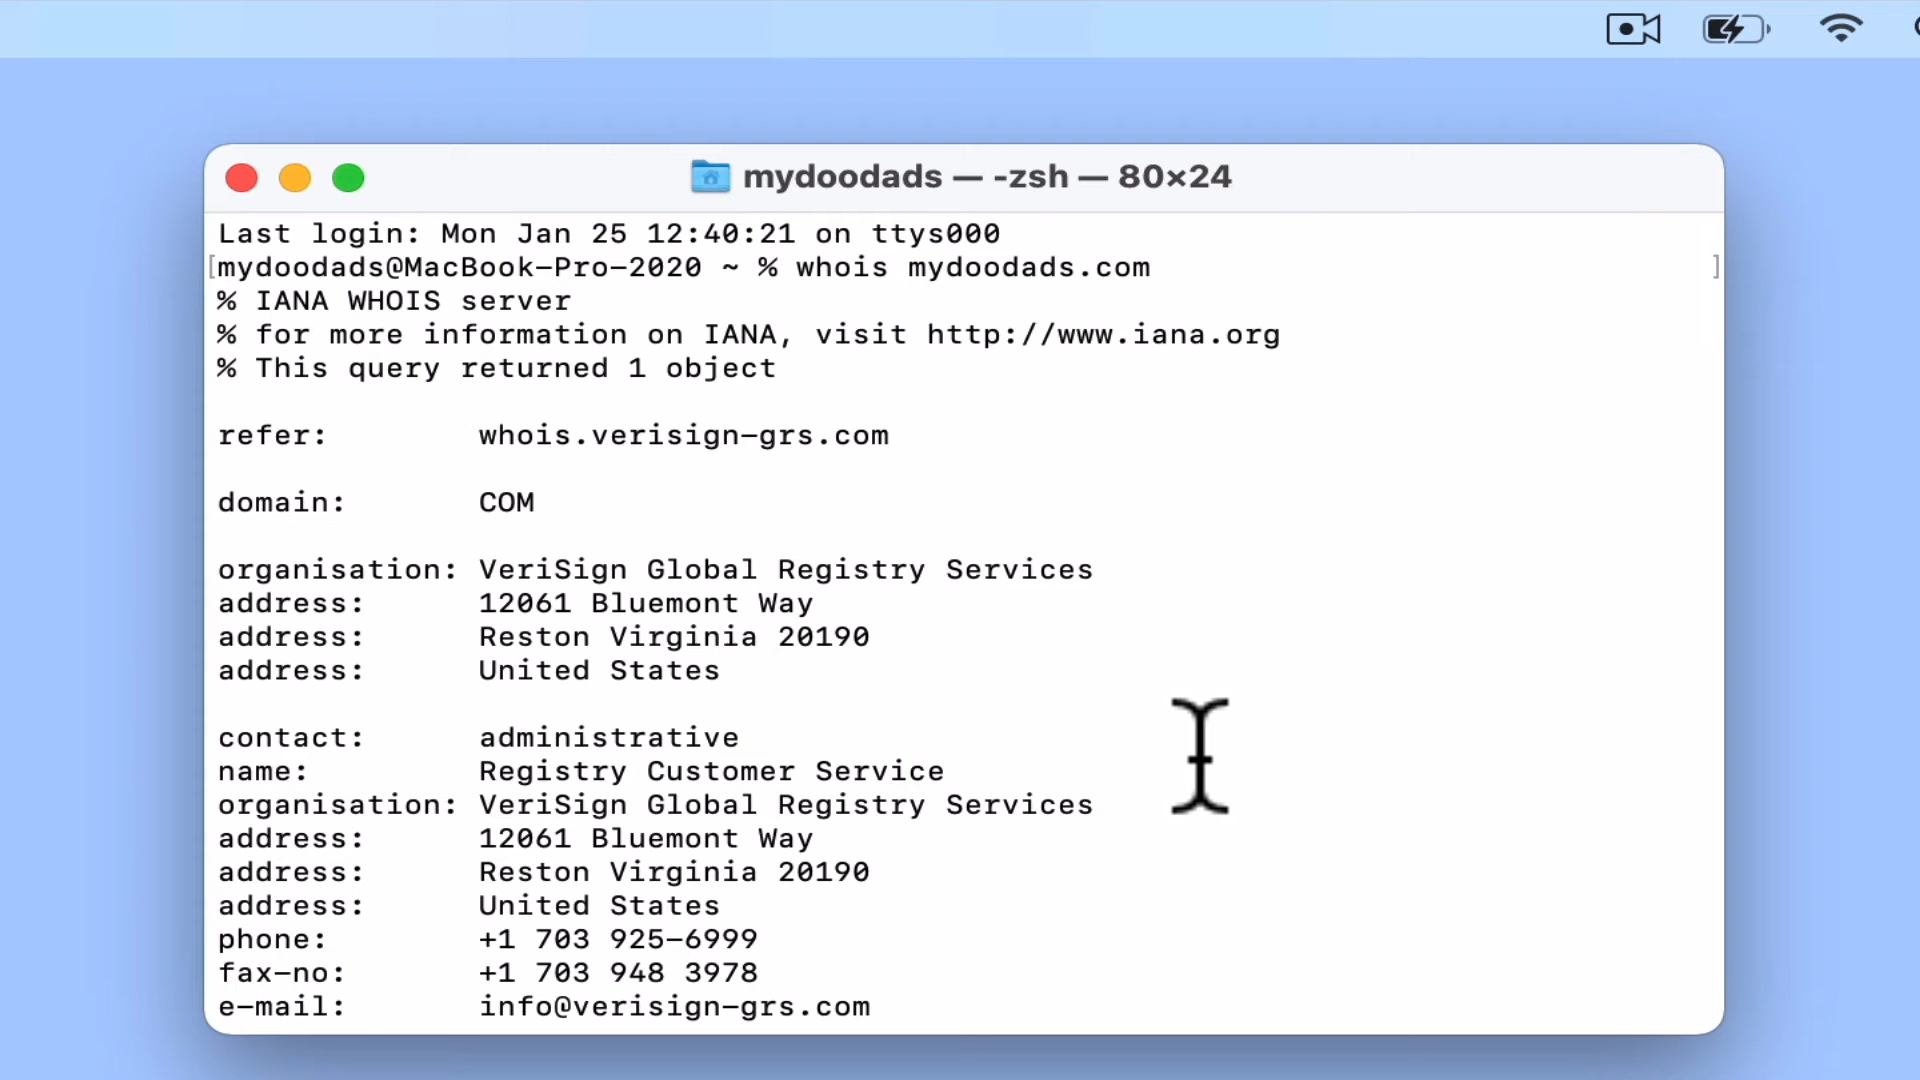 mydoodads — -zsh — 80×24
Last login: Mon Jan 25 12:40:21 on ttys000
[mydoodads@MacBook-Pro-2020 ~ % whois mydoodads.com ]
% IANA WHOIS server
% for more information on IANA, visit http://www.iana.org
% This query returned 1 object
refer: whois.verisign-grs.com
domain: COM
organisation: VeriSign Global Registry Services
address: 12061 Bluemont Way
address: Reston Virginia 20190
address: United States
contact: administrative
name: Registry Customer Service
organisation: VeriSign Global Registry Services
address: 12061 Bluemont Way
address: Reston Virginia 20190
address: United States
phone: +1 703 925-6999
fax-no: +1 703 948 3978
e-mail: info@verisign-grs.com